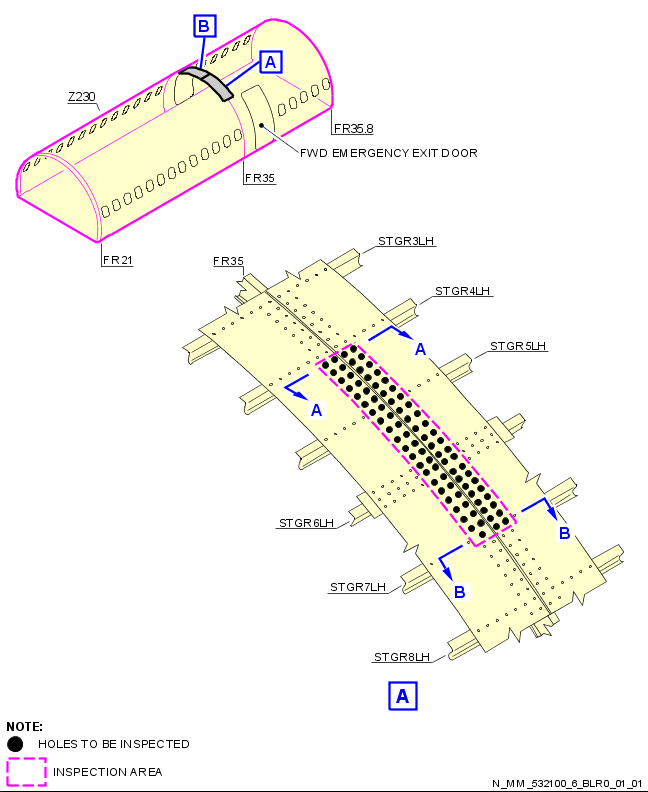 B
A
Z230
FR35.8
FWD EMERGENCY EXIT DOOR
FR35
FR21
STGR3LH
FR35
STGR4LH
A
STGR5LH
A
STGR6LH
B
STGR7LH
B
STGR8LH
A
NOTE:
HOLES TO BE INSPECTED
INSPECTION AREA
N_MM_532100_6_BLR0_01_01